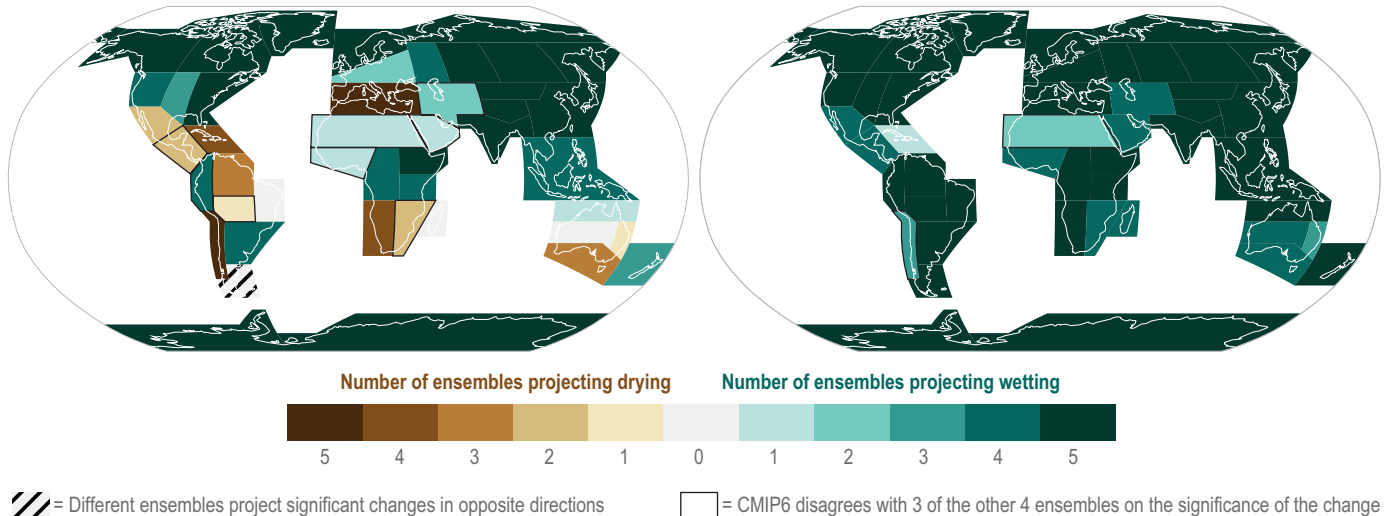 Number of ensembles projecting drying Number of ensembles projecting wetting
5 4 3 2 1 0 1 2 3 4 5
= Different ensembles project significant changes in opposite directions = CMIP6 disagrees with 3 of the other 4 ensembles on the significance of the change